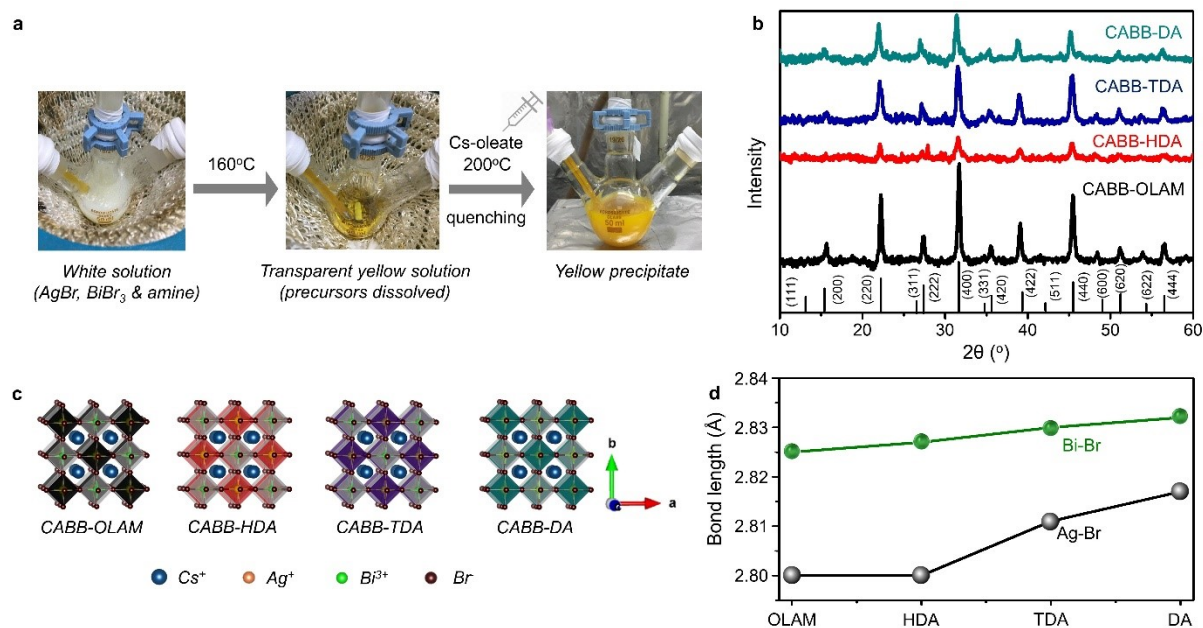 a
160°C
Cs-oleate
200°C
quenching
White solution
(AgBr, BiBr₃ & amine)
Transparent yellow solution
(precursors dissolved)
50 ml
Yellow precipitate
b
CABB-DA
CABB-TDA
CABB-HDA
CABB-OLAM
Intensity
(111)
(200)
(220)
(311)
(222)
(400)
(331)
(420)
(422)
(511)
(440)
(600)
(620)
(622)
(444)
10 20 30 40 50 60
2θ (°)
c
b
a
CABB-OLAM CABB-HDA CABB-TDA CABB-DA
Cs⁺ Ag⁺ Bi³⁺ Br⁻
d
Bond length (Å)
2.84
2.83
2.82
2.81
2.80
Bi-Br
Ag-Br
OLAM HDA TDA DA